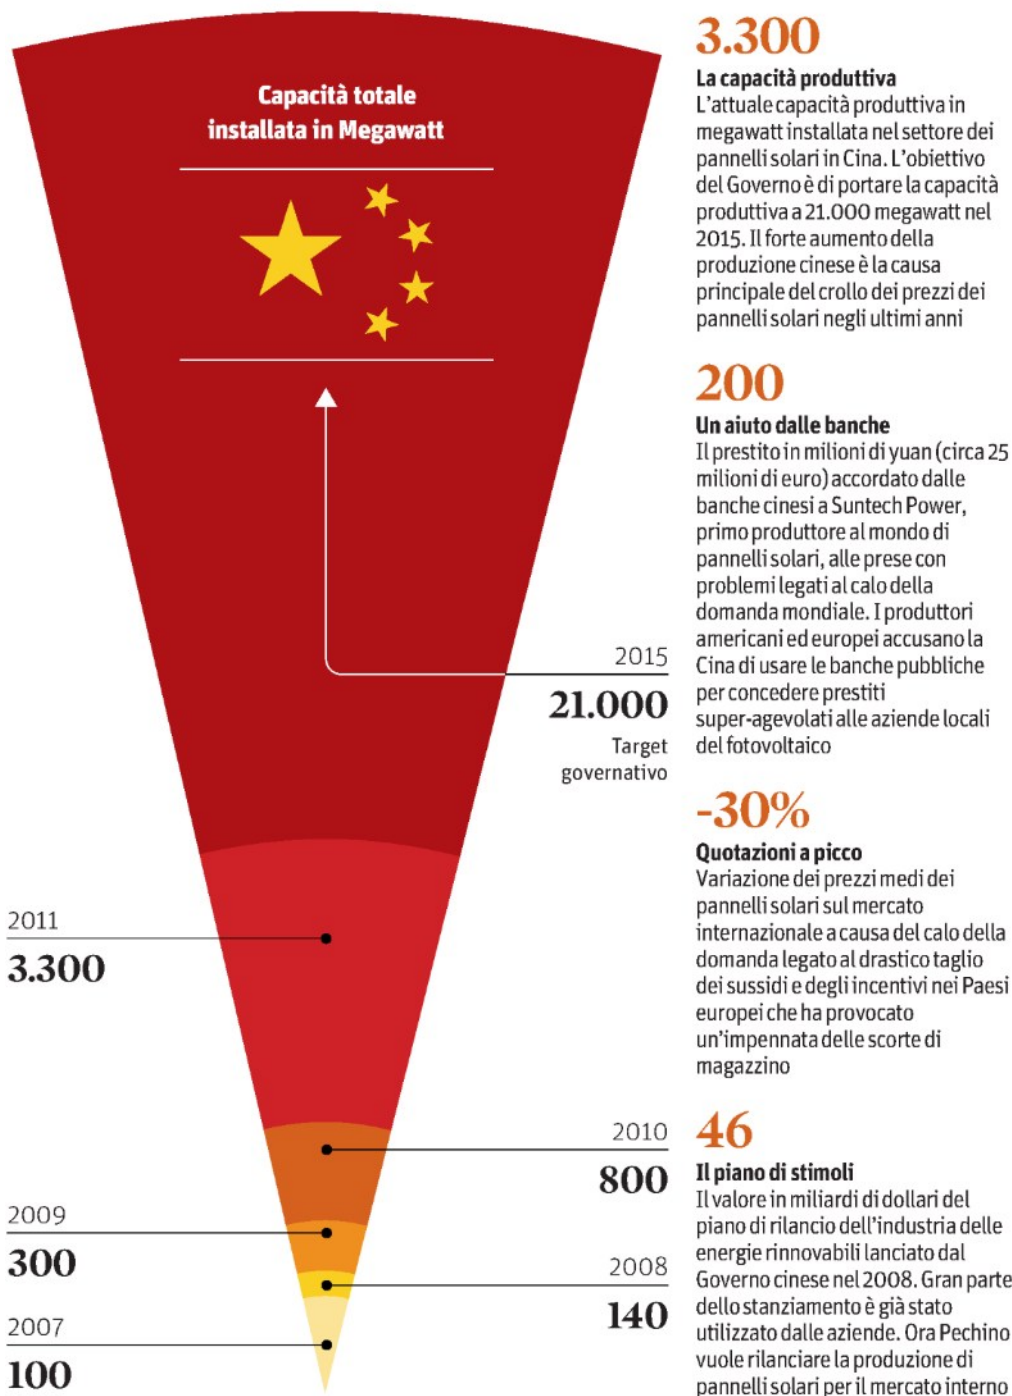 Capacità totale
installata in Megawatt
2015
21.000
Target
governativo
2011
3.300
2010
800
2009
300
2008
140
2007
100
3.300
La capacità produttiva
L'attuale capacità produttiva in
megawatt installata nel settore dei
pannelli solari in Cina. L'obiettivo
del Governo è di portare la capacità
produttiva a 21.000 megawatt nel
2015. Il forte aumento della
produzione cinese è la causa
principale del crollo dei prezzi dei
pannelli solari negli ultimi anni
200
Un aiuto dalle banche
Il prestito in milioni di yuan (circa 25
milioni di euro) accordato dalle
banche cinesi a Suntech Power,
primo produttore al mondo di
pannelli solari, alle prese con
problemi legati al calo della
domanda mondiale. I produttori
americani ed europei accusano la
Cina di usare le banche pubbliche
per concedere prestiti
super-agevolati alle aziende locali
del fotovoltaico
-30%
Quotazioni a picco
Variazione dei prezzi medi dei
pannelli solari sul mercato
internazionale a causa del calo della
domanda legato al drastico taglio
dei sussidi e degli incentivi nei Paesi
europei che ha provocato
un'impennata delle scorte di
magazzino
46
Il piano di stimoli
Il valore in miliardi di dollari del
piano di rilancio dell'industria delle
energie rinnovabili lanciato dal
Governo cinese nel 2008. Gran parte
dello stanziamento è già stato
utilizzato dalle aziende. Ora Pechino
vuole rilanciare la produzione di
pannelli solari per il mercato interno